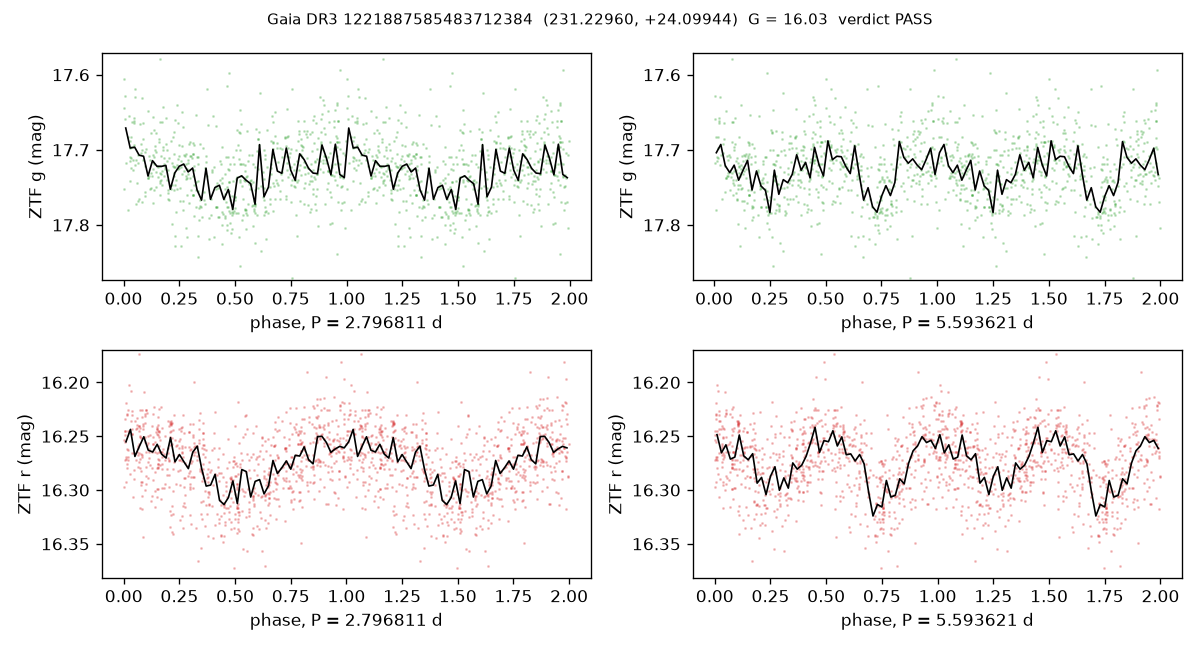 Gaia DR3 1221887585483712384 (231.22960, +24.09944) G = 16.03 verdict PASS
ZTF g (mag)
17.6
17.7
17.8
0.00 0.25 0.50 0.75 1.00 1.25 1.50 1.75 2.00
phase, P = 2.796811 d
ZTF g (mag)
17.6
17.7
17.8
0.00 0.25 0.50 0.75 1.00 1.25 1.50 1.75 2.00
phase, P = 5.593621 d
ZTF r (mag)
16.20
16.25
16.30
16.35
0.00 0.25 0.50 0.75 1.00 1.25 1.50 1.75 2.00
phase, P = 2.796811 d
ZTF r (mag)
16.20
16.25
16.30
16.35
0.00 0.25 0.50 0.75 1.00 1.25 1.50 1.75 2.00
phase, P = 5.593621 d